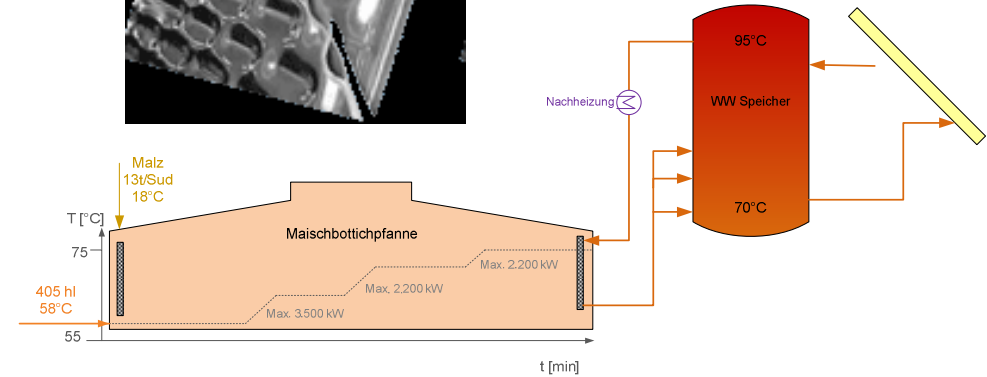 95°C
Nachheizung
WW Speicher
Malz
13t/Sud
18°C
70°C
T [°C]
Maischbottichpfanne
75
Max. 2.200 kW
Max. 2.200 kW
405 hl
58°C
Max. 3.500 kW
55
t [min]